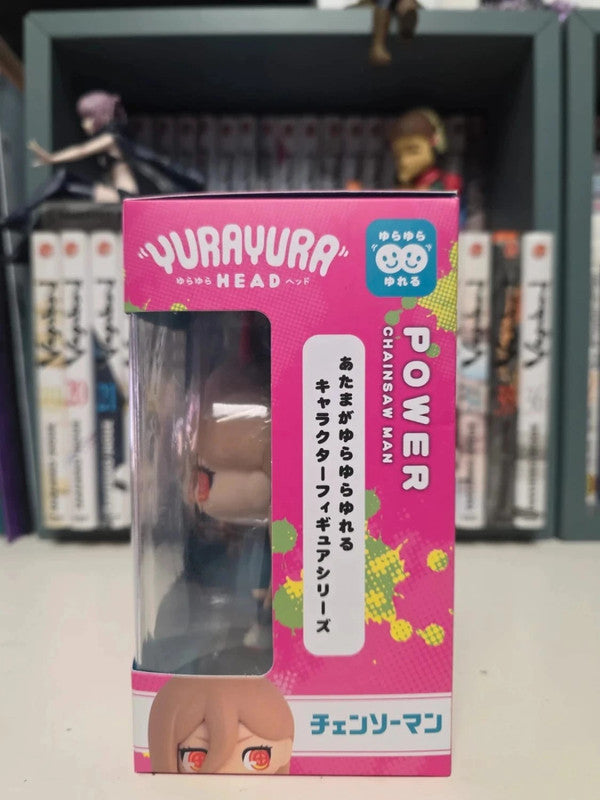 "YURAYURA"
ゆらゆら HEAD ヘッド
ゆらゆら
ゆれる
POWER
CHAINSAW MAN
あたまがゆらゆらゆれる
キャラクターフィギュアシリーズ
チェンソーマン
20
21